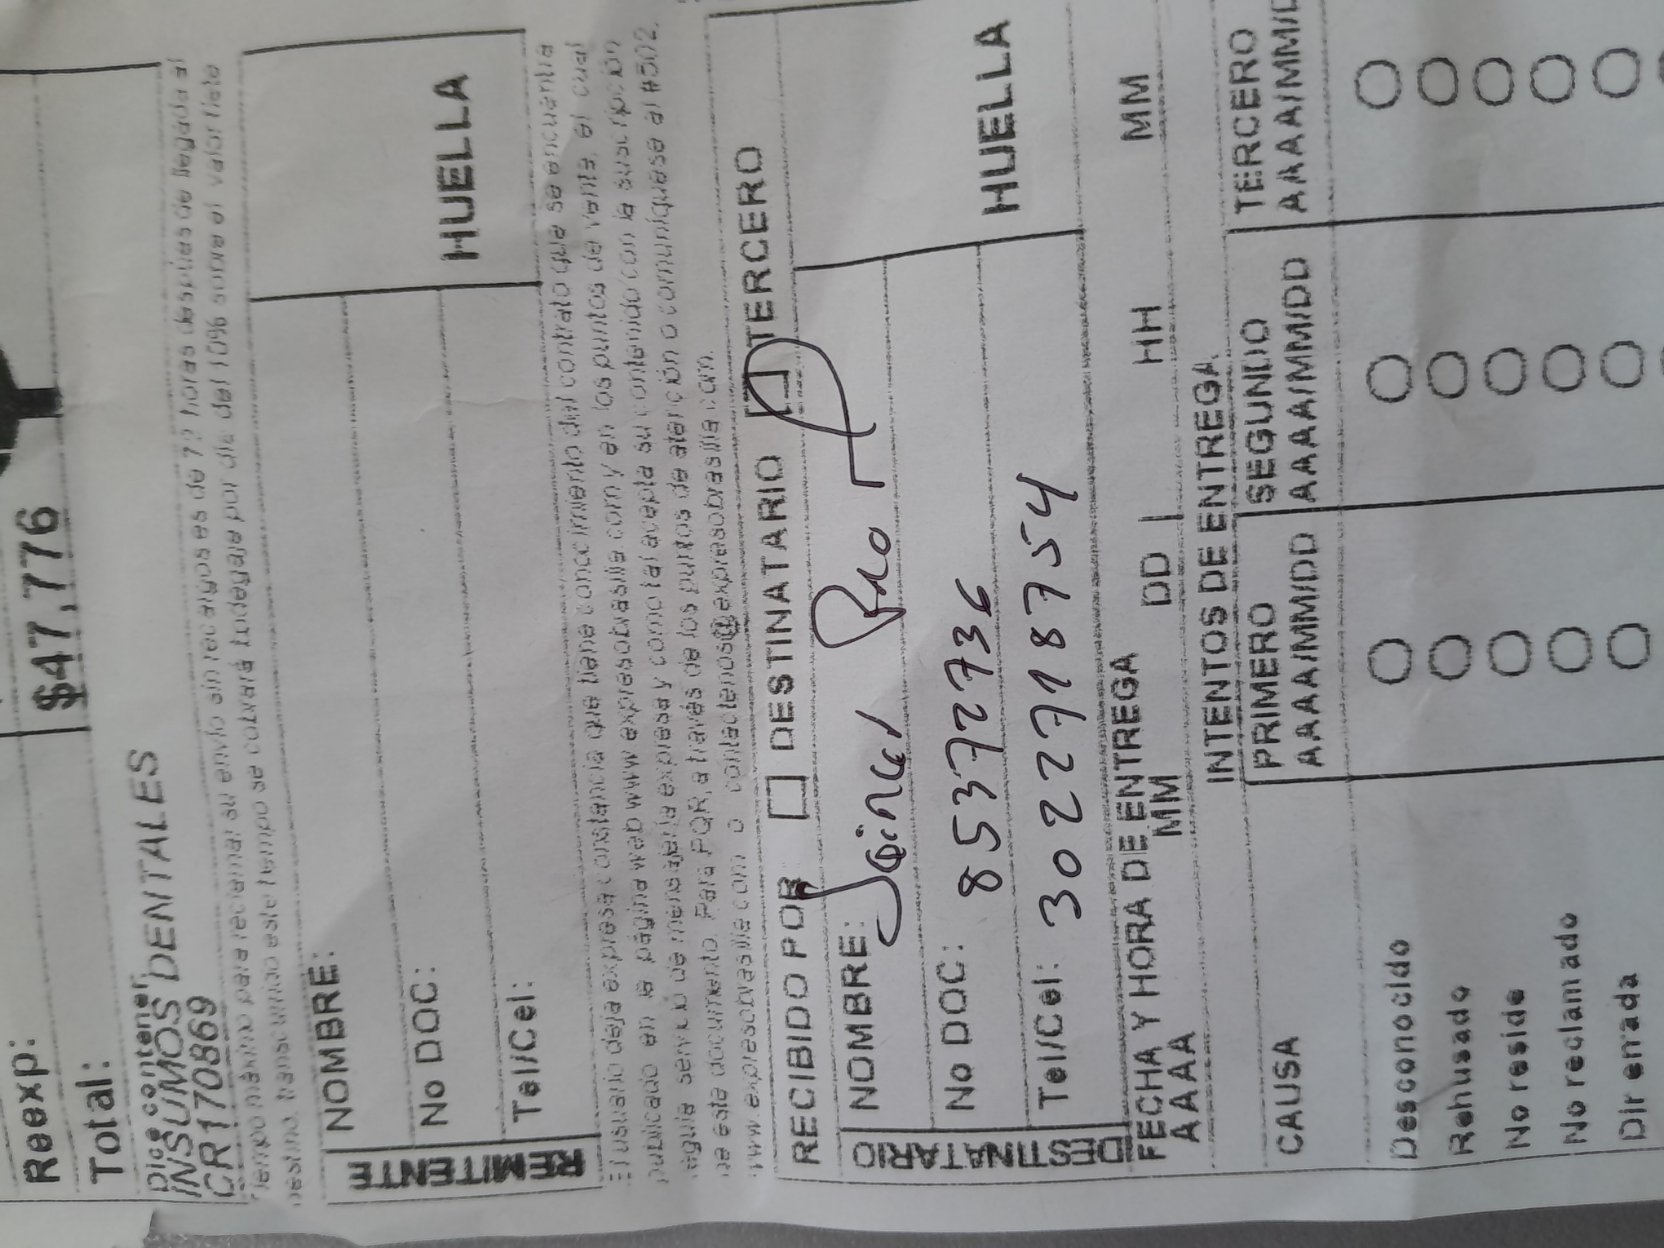 Reexp:
Total: $47,776
Dice contener,
INSUMOS DENTALES
CR170869
Tiempo máximo para reclamar su envío sin recargos es de 72 horas después de llegada al
destino, transcurrido este tiempo se cobrará bodegaje por día del 10% sobre el valor flete
REMITENTE
NOMBRE:
No DOC:
Tel/Cel:
HUELLA
El usuario deja expresa constancia que tiene conocimiento del contrato que se encuentra
publicado en la página web www.expresobrasilia.com y en los puntos de venta, el cual
regula servicio de mensajería expresa y como tal acepta su contenido con la suscripción
de este documento. Para PQR, a través de los puntos de atención o comuníquese al #502,
www.expresobrasilia.com o contactenos@expresobrasilia.com.
RECIBIDO POR DESTINATARIO TERCERO
DESTINATARIO
NOMBRE:
No DOC: 85372736
Tel/Cel: 3022718754
HUELLA
FECHA Y HORA DE ENTREGA
AAAA MM DD HH MM
INTENTOS DE ENTREGA
CAUSA PRIMERO SEGUNDO TERCERO
AAAA/MM/DD AAAA/MM/DD AAAA/MM/D
Desconocido
Rehusado
No reside
No reclamado
Dir errada